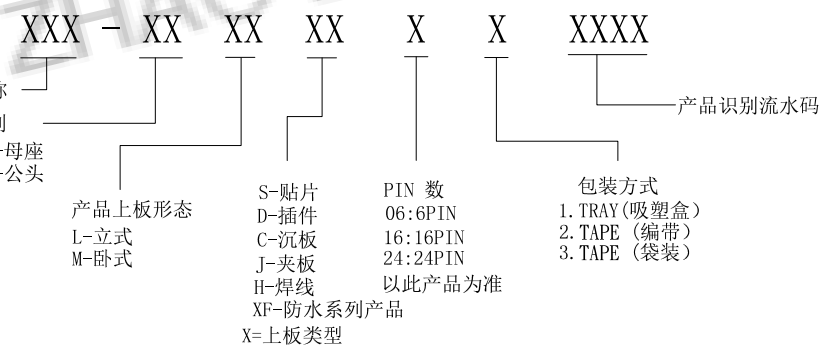 XXX - XX XX XX X X XXXX
称
产品识别流水码
别
-母座
-公头
产品上板形态
L-立式
M-卧式
S-贴片
D-插件
C-沉板
J-夹板
H-焊线
XF-防水系列产品
X=上板类型
PIN 数
06:6PIN
16:16PIN
24:24PIN
以此产品为准
包装方式
1.TRAY(吸塑盒)
2.TAPE (编带)
3.TAPE (袋装)